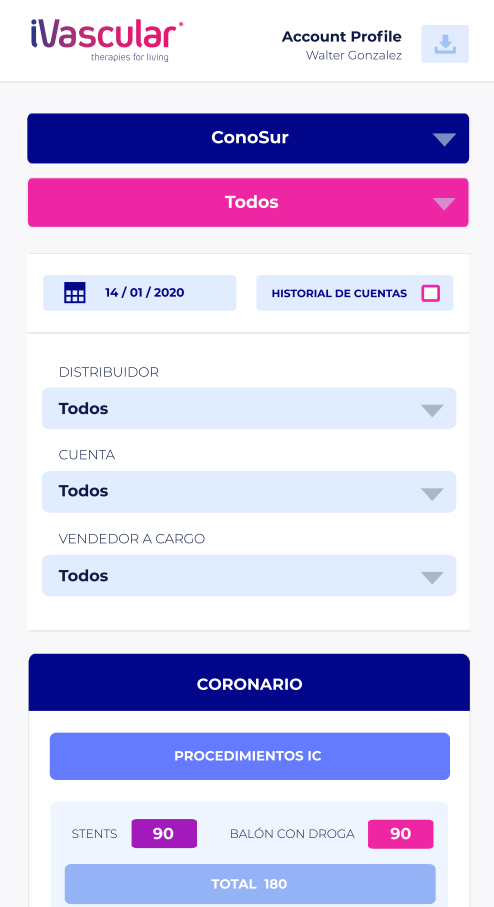 iVascular
therapies for living
Account Profile
Walter Gonzalez
ConoSur
Todos
14 / 01 / 2020
HISTORIAL DE CUENTAS
DISTRIBUIDOR
Todos
CUENTA
Todos
VENDEDOR A CARGO
Todos
CORONARIO
PROCEDIMIENTOS IC
STENTS 90 BALÓN CON DROGA 90
TOTAL 180